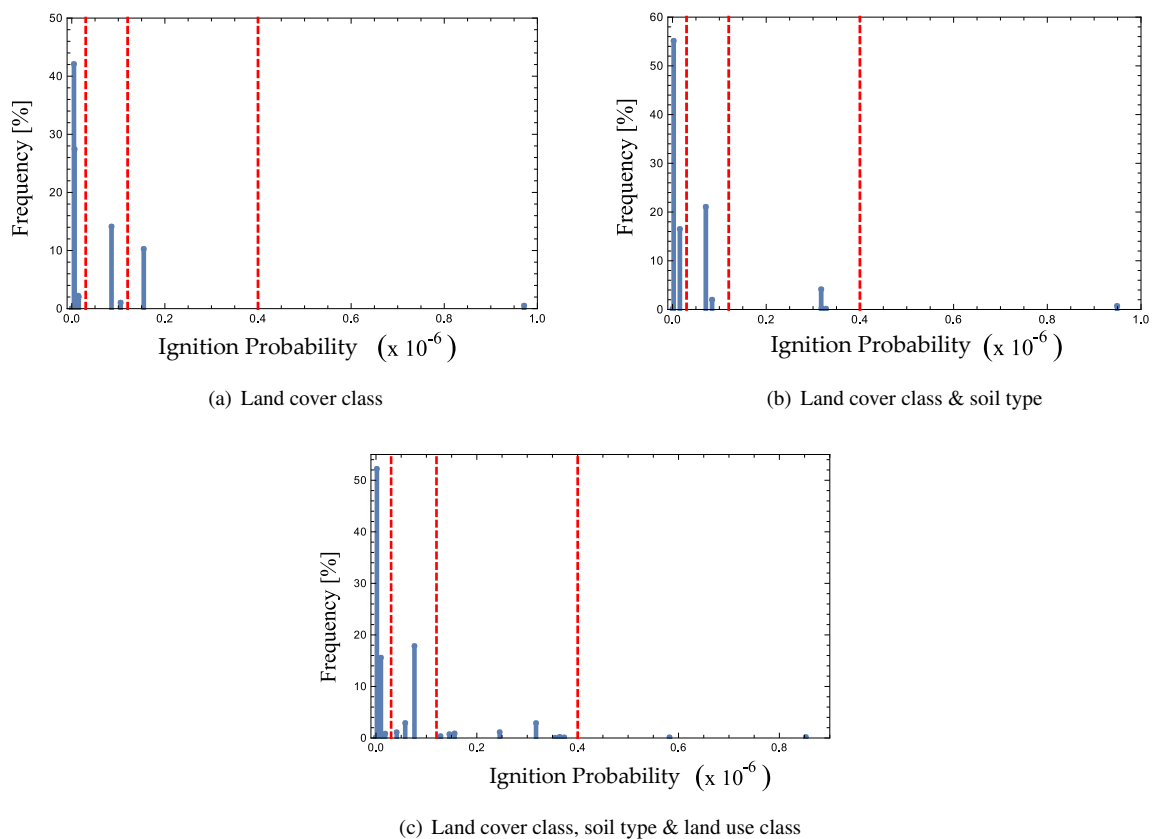 50
40
30
20
10
0
Frequency [%]
0.0 0.2 0.4 0.6 0.8 1.0
Ignition Probability (x 10-6)
(a) Land cover class
60
50
40
30
20
10
0
Frequency [%]
0.0 0.2 0.4 0.6 0.8 1.0
Ignition Probability (x 10-6)
(b) Land cover class & soil type
50
40
30
20
10
0
Frequency [%]
0.0 0.2 0.4 0.6 0.8
Ignition Probability (x 10-6)
(c) Land cover class, soil type & land use class